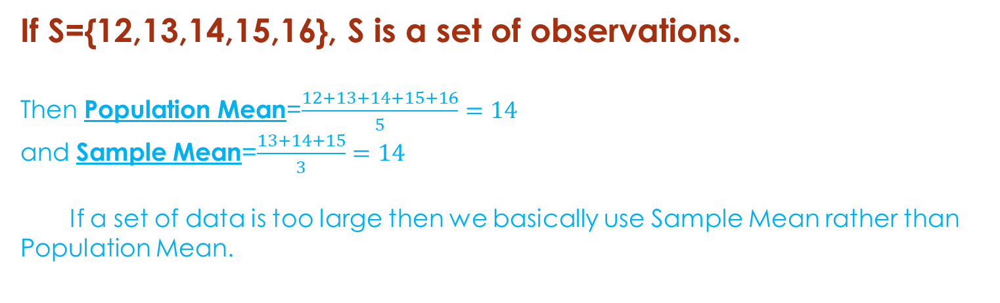 If S={12,13,14,15,16}, S is a set of observations.
Then Population Mean=\frac{12+13+14+15+16}{5} = 14
and Sample Mean=\frac{13+14+15}{3} = 14
If a set of data is too large then we basically use Sample Mean rather than
Population Mean.